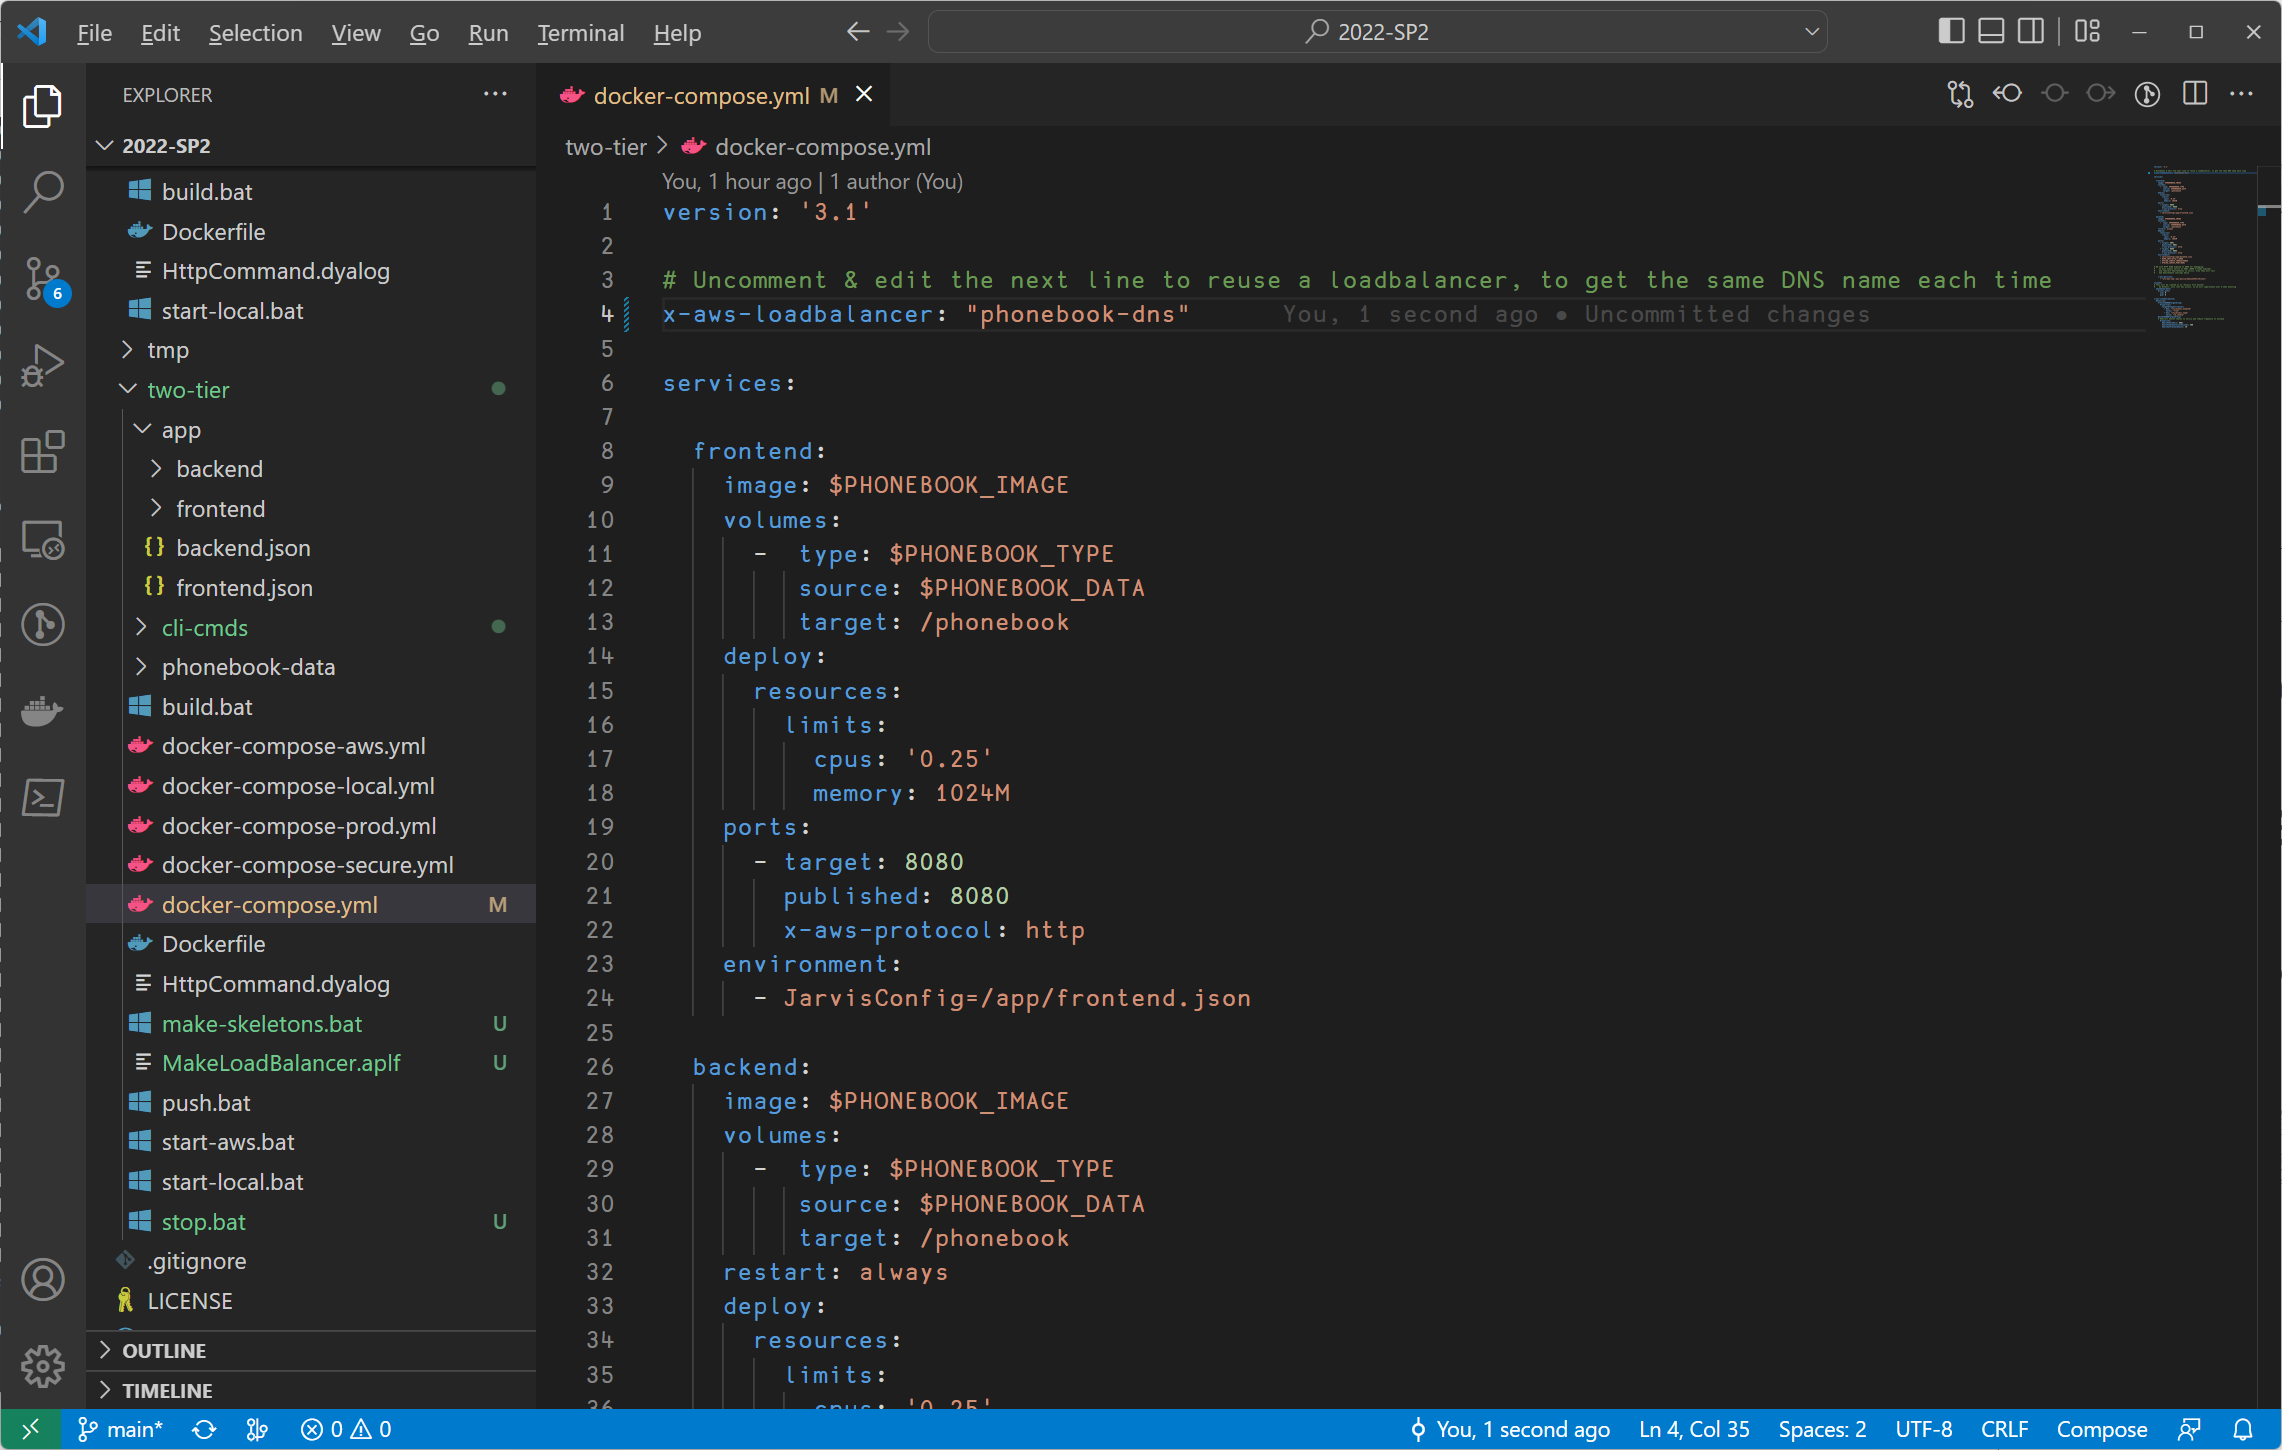 File Edit Selection View Go Run Terminal Help
2022-SP2
EXPLORER
2022-SP2
build.bat
Dockerfile
HttpCommand.dyalog
start-local.bat
tmp
two-tier
app
backend
frontend
{} backend.json
{} frontend.json
cli-cmds
phonebook-data
build.bat
docker-compose-aws.yml
docker-compose-local.yml
docker-compose-prod.yml
docker-compose-secure.yml
docker-compose.yml M
Dockerfile
HttpCommand.dyalog
make-skeletons.bat U
MakeLoadBalancer.aplf U
push.bat
start-aws.bat
start-local.bat
stop.bat U
.gitignore
LICENSE
OUTLINE
TIMELINE
6
docker-compose.yml M
two-tier > docker-compose.yml
You, 1 hour ago | 1 author (You)
1 version: '3.1'
2
3 # Uncomment & edit the next line to reuse a loadbalancer, to get the same DNS name each time
4 x-aws-loadbalancer: "phonebook-dns" You, 1 second ago • Uncommitted changes
5
6 services:
7
8 frontend:
9 image: $PHONEBOOK_IMAGE
10 volumes:
11 - type: $PHONEBOOK_TYPE
12 source: $PHONEBOOK_DATA
13 target: /phonebook
14 deploy:
15 resources:
16 limits:
17 cpus: '0.25'
18 memory: 1024M
19 ports:
20 - target: 8080
21 published: 8080
22 x-aws-protocol: http
23 environment:
24 - JarvisConfig=/app/frontend.json
25
26 backend:
27 image: $PHONEBOOK_IMAGE
28 volumes:
29 - type: $PHONEBOOK_TYPE
30 source: $PHONEBOOK_DATA
31 target: /phonebook
32 restart: always
33 deploy:
34 resources:
35 limits:
36 cpus: '0.25'
main* 0 0 You, 1 second ago Ln 4, Col 35 Spaces: 2 UTF-8 CRLF Compose